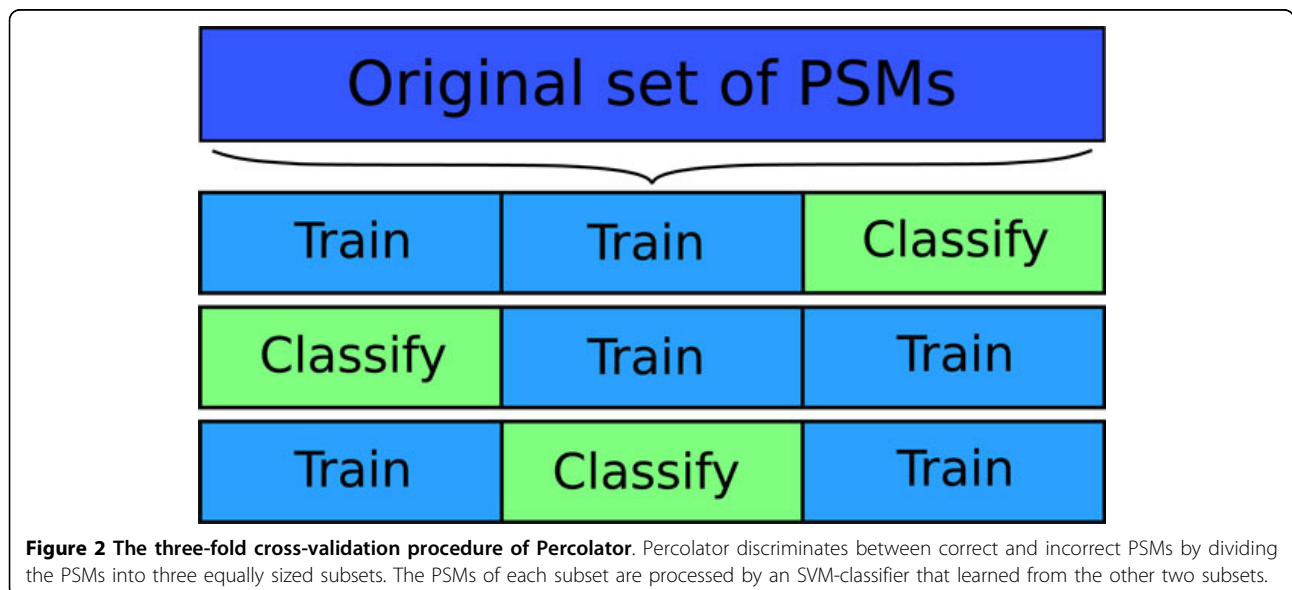 Original set of PSMs
Train Train Classify
Classify Train Train
Train Classify Train
Figure 2 The three-fold cross-validation procedure of Percolator. Percolator discriminates between correct and incorrect PSMs by dividing
the PSMs into three equally sized subsets. The PSMs of each subset are processed by an SVM-classifier that learned from the other two subsets.